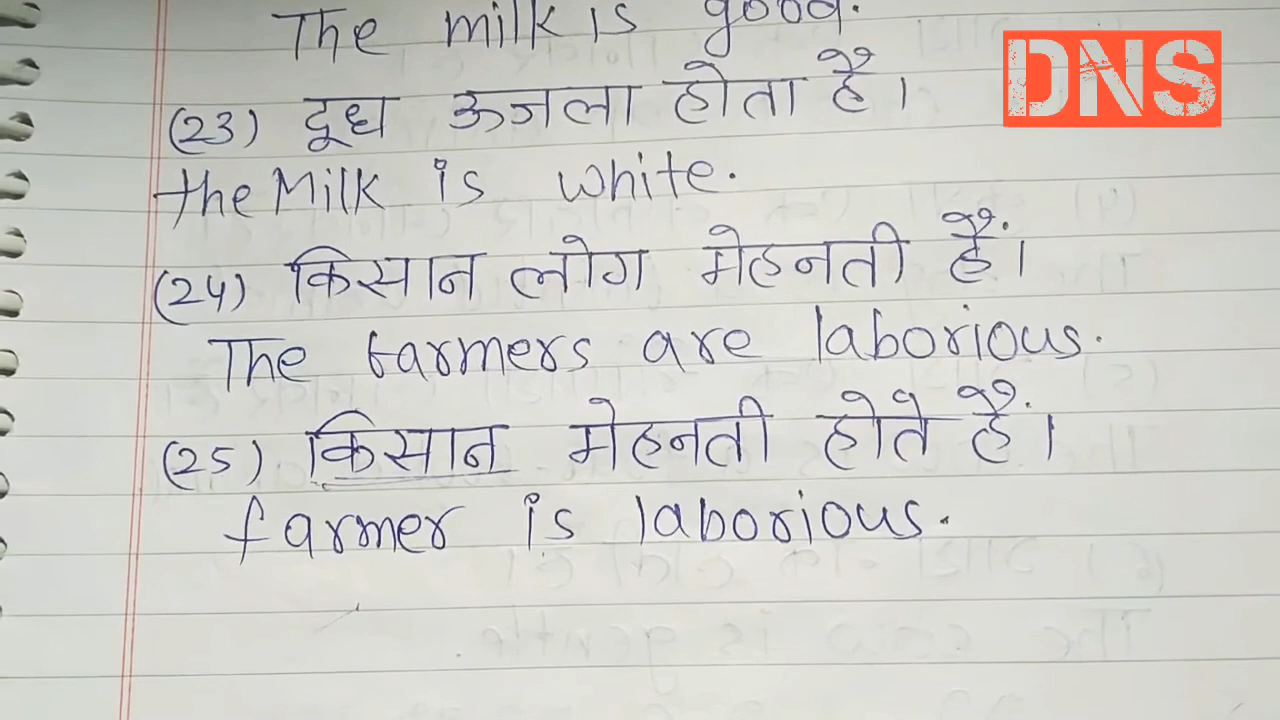 The milk is good.
DNS
(23) दूध ऊजला होता है।
the Milk is white.
(24) किसान लोग मेहनती हैं।
The farmers are laborious.
(25) किसान मेहनती होते हैं।
farmer is laborious.